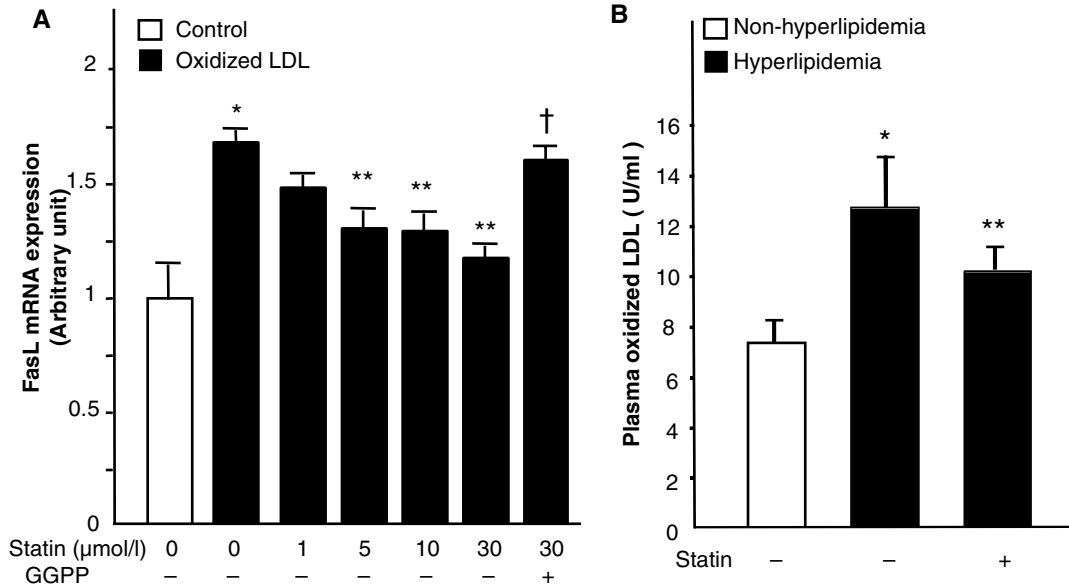 A
Control
Oxidized LDL
FasL mRNA expression
(Arbitrary unit)
2
1.5
1
0.5
0
*
**
**
**
†
Statin (μmol/l) 0 0 1 5 10 30 30
GGPP – – – – – – +
B
Non-hyperlipidemia
Hyperlipidemia
Plasma oxidized LDL ( U/ml )
16
14
12
10
8
6
4
2
0
*
**
Statin – – +